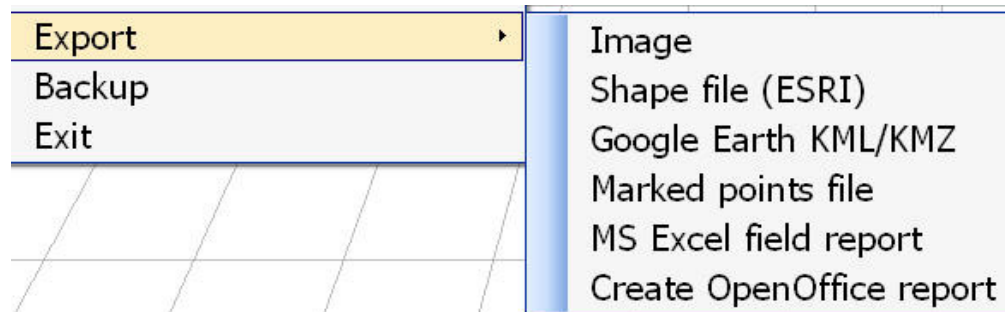 Export
Backup
Exit
Image
Shape file (ESRI)
Google Earth KML/KMZ
Marked points file
MS Excel field report
Create OpenOffice report